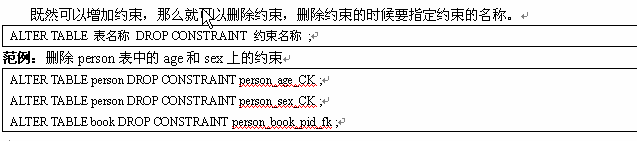 既然可以增加约束，那么就可以删除约束，删除约束的时候要指定约束的名称。
ALTER TABLE 表名称 DROP CONSTRAINT 约束名称 ;
范例：删除 person 表中的 age 和 sex 上的约束
ALTER TABLE person DROP CONSTRAINT person_age_CK ;
ALTER TABLE person DROP CONSTRAINT person_sex_CK ;
ALTER TABLE book DROP CONSTRAINT person_book_pid_fk ;